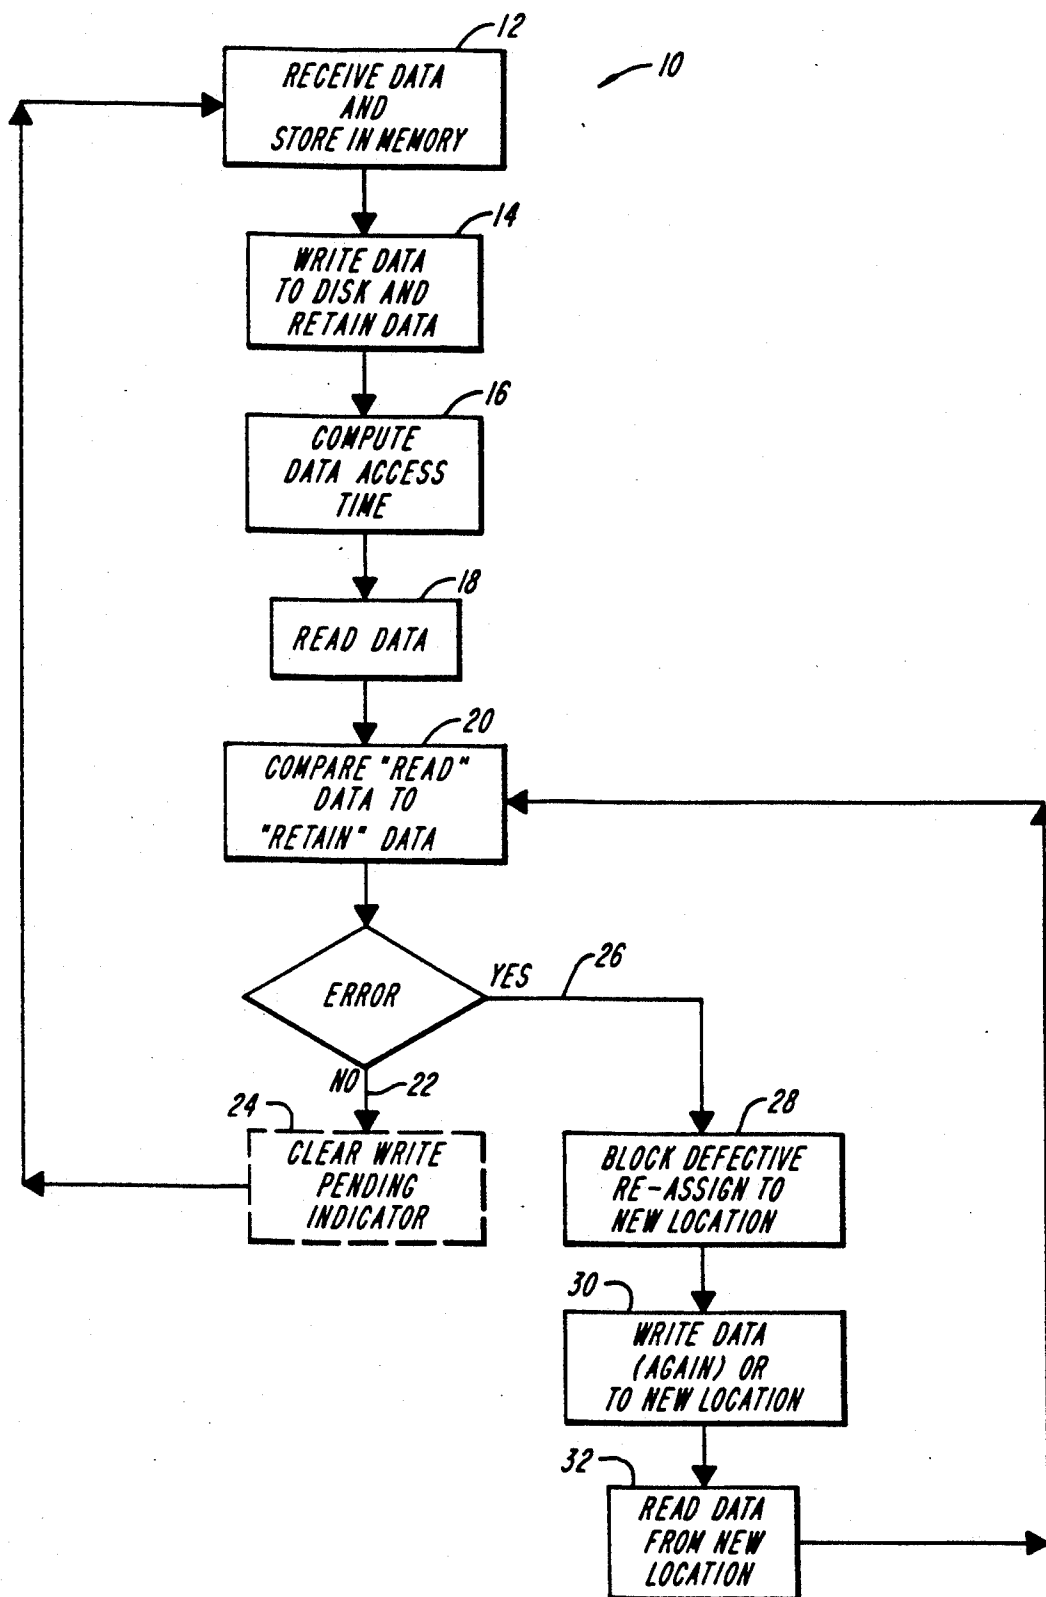 12
10
RECEIVE DATA
AND
STORE IN MEMORY
14
WRITE DATA
TO DISK AND
RETAIN DATA
16
COMPUTE
DATA ACCESS
TIME
18
READ DATA
20
COMPARE "READ"
DATA TO
"RETAIN" DATA
ERROR
YES
26
NO
22
24
CLEAR WRITE
PENDING
INDICATOR
28
BLOCK DEFECTIVE
RE-ASSIGN TO
NEW LOCATION
30
WRITE DATA
(AGAIN) OR
TO NEW LOCATION
32
READ DATA
FROM NEW
LOCATION